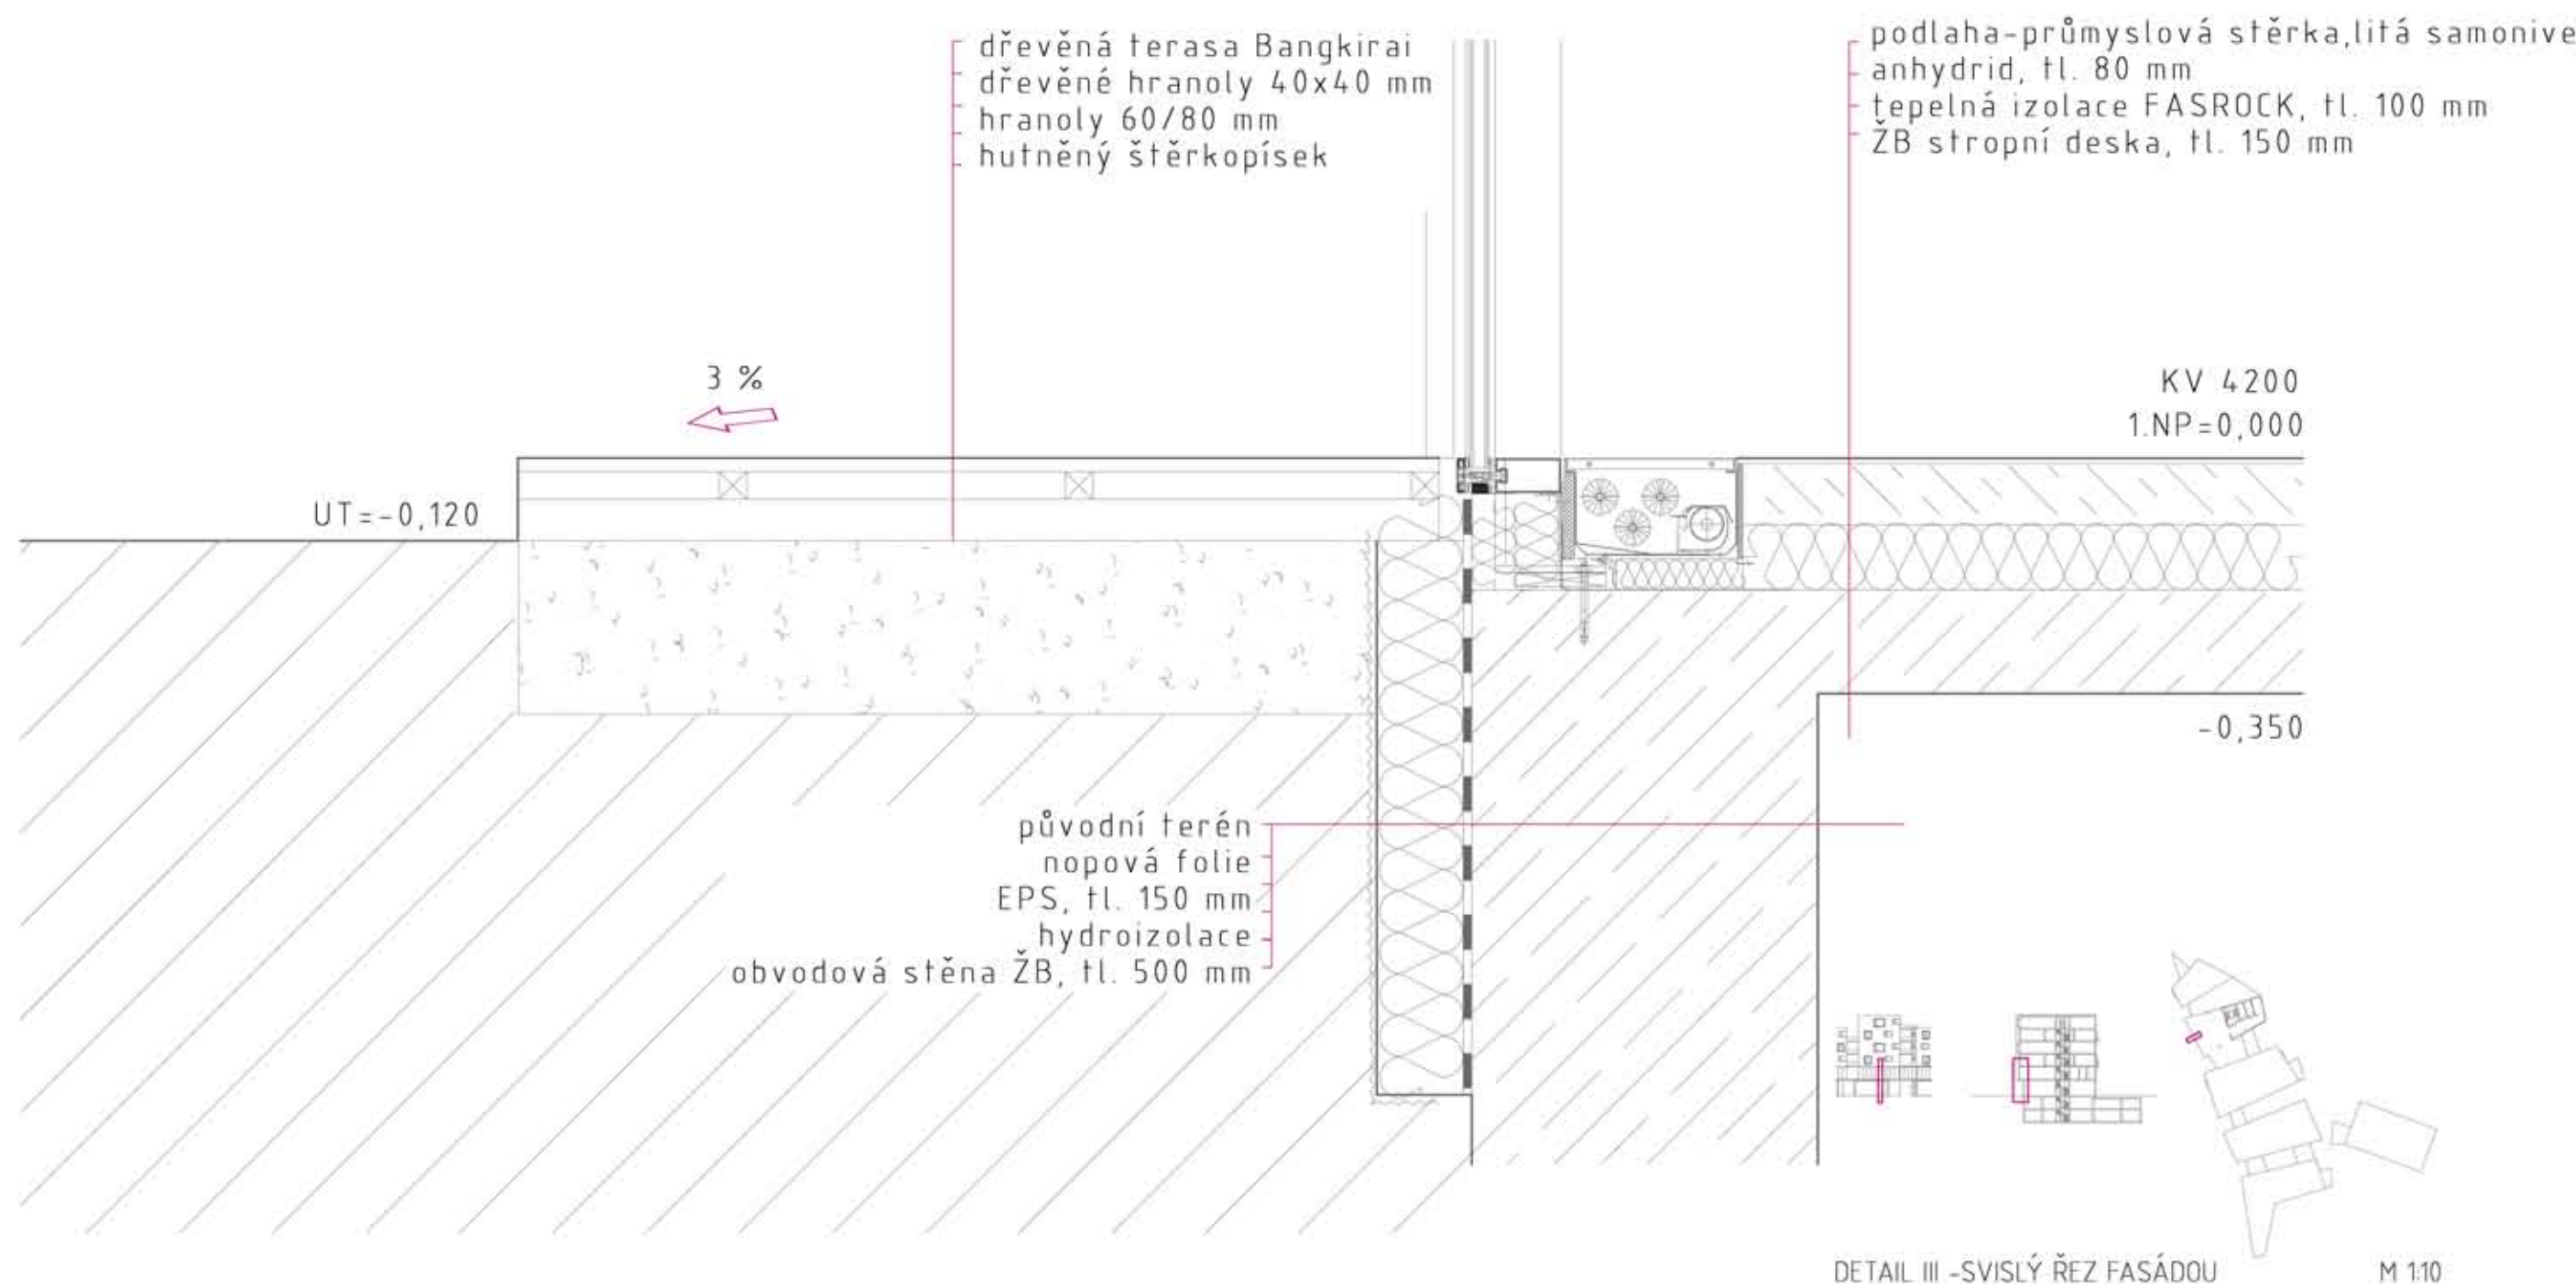 dřevěná terasa Bangkirai
dřevěné hranoly 40x40 mm
hranoly 60/80 mm
hutněný štěrkopísek
podlaha-průmyslová stěrka,litá samonive
anhydrid, tl. 80 mm
tepelná izolace FASROCK, tl. 100 mm
ŽB stropní deska, tl. 150 mm
3 %
KV 4200
1.NP=0,000
UT=-0,120
-0,350
původní terén
nopová folie
EPS, tl. 150 mm
hydroizolace
obvodová stěna ŽB, tl. 500 mm
DETAIL III -SVISLÝ ŘEZ FASÁDOU
M 1:10